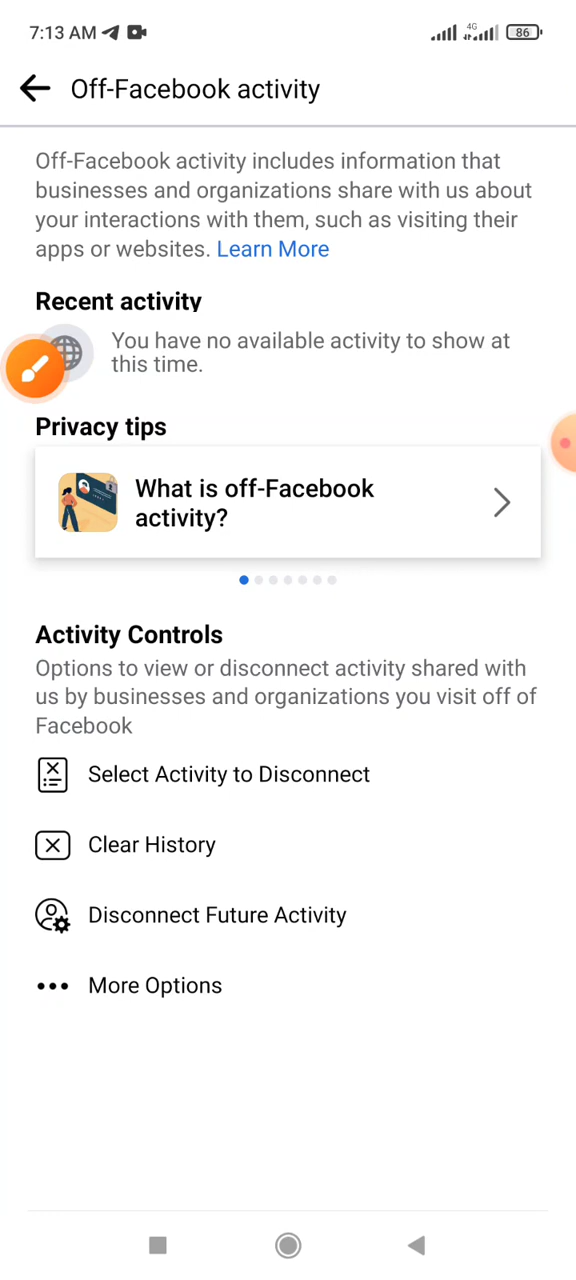 7:13 AM
4G
86
Off-Facebook activity
Off-Facebook activity includes information that
businesses and organizations share with us about
your interactions with them, such as visiting their
apps or websites. Learn More
Recent activity
You have no available activity to show at
this time.
Privacy tips
What is off-Facebook
activity?
Activity Controls
Options to view or disconnect activity shared with
us by businesses and organizations you visit off of
Facebook
Select Activity to Disconnect
Clear History
Disconnect Future Activity
More Options